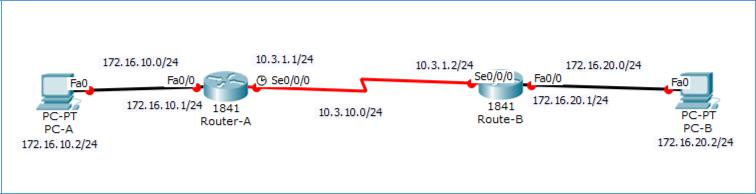 172.16.10.0/24
Fa0
PC-PT
PC-A
172.16.10.2/24
Fa0/0
172.16.10.1/24
1841
Router-A
10.3.1.1/24
Se0/0/0
10.3.10.0/24
10.3.1.2/24
Se0/0/0
1841
Route-B
Fa0/0
172.16.20.1/24
172.16.20.0/24
Fa0
PC-PT
PC-B
172.16.20.2/24